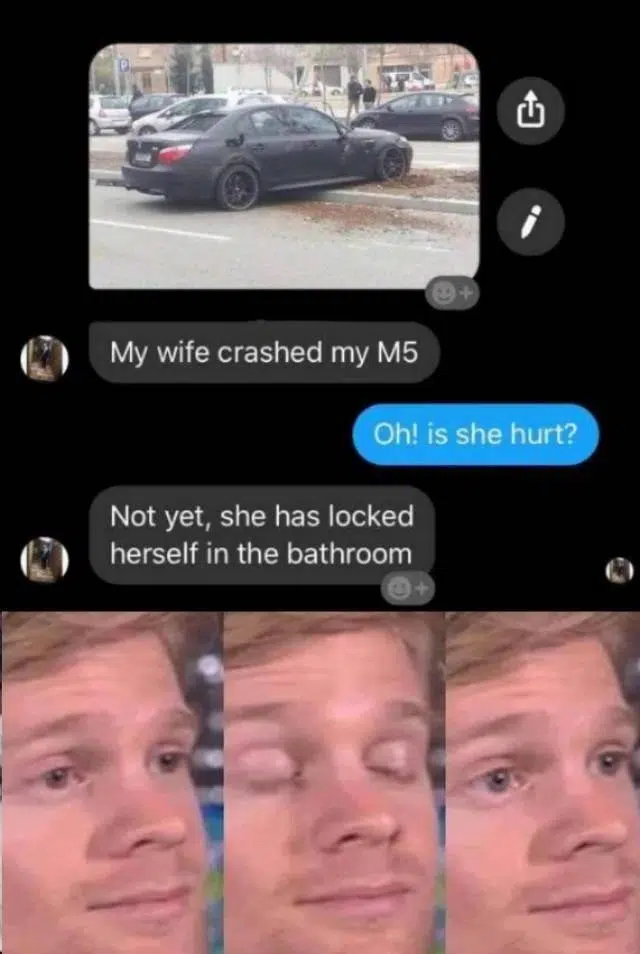 P
My wife crashed my M5
Oh! is she hurt?
Not yet, she has locked
herself in the bathroom